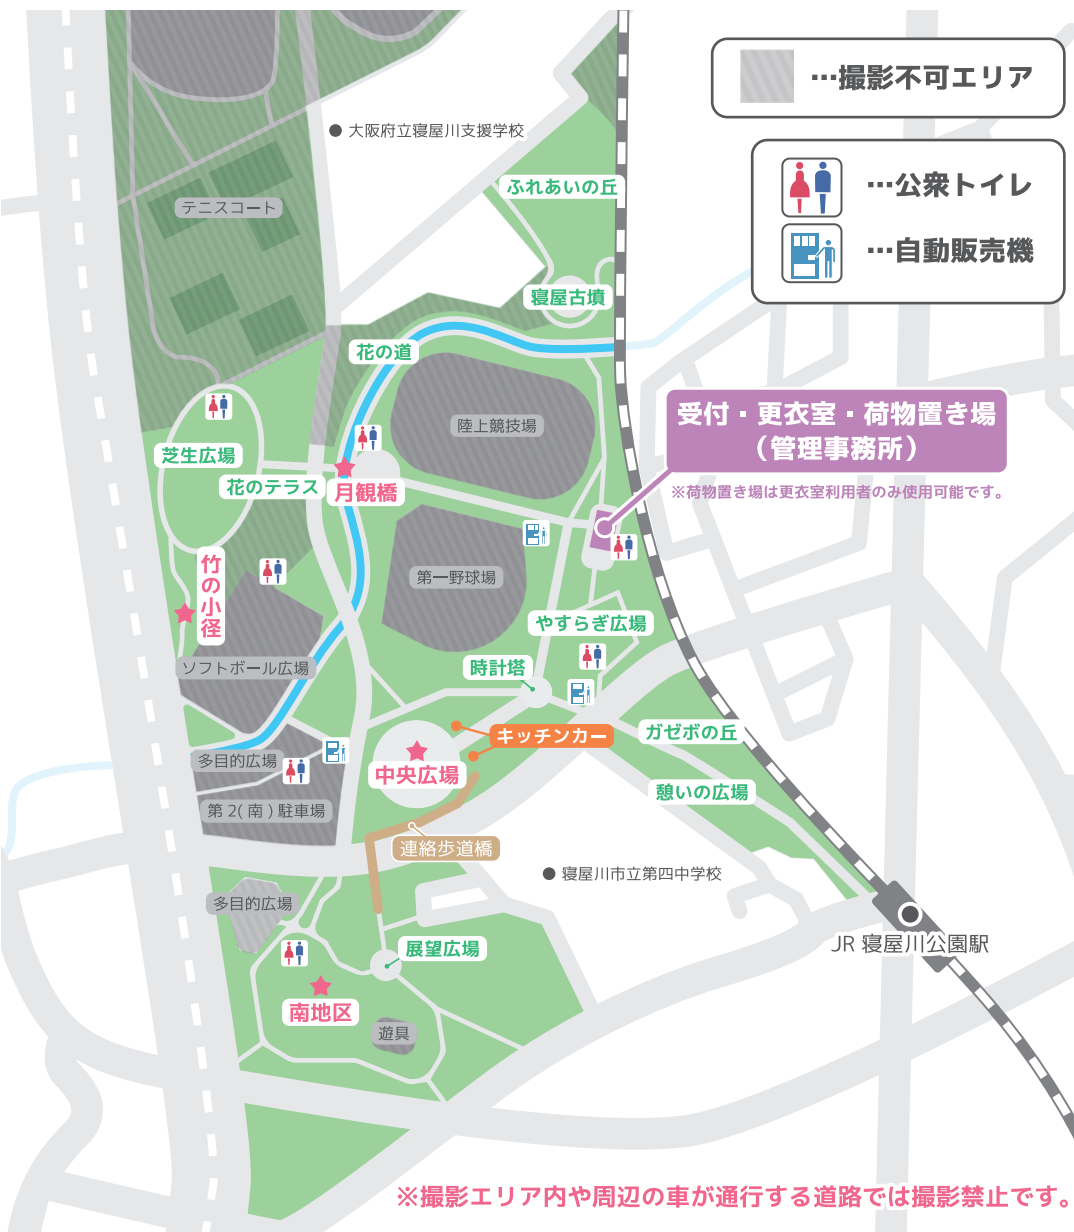 …撮影不可エリア
…公衆トイレ
…自動販売機
大阪府立寝屋川支援学校
ふれあいの丘
テニスコート
寝屋古墳
花の道
陸上競技場
受付・更衣室・荷物置き場
（管理事務所）
※荷物置き場は更衣室利用者のみ使用可能です。
芝生広場
花のテラス
月観橋
竹の小径
第一野球場
やすらぎ広場
ソフトボール広場
時計塔
ガゼボの丘
キッチンカー
多目的広場
中央広場
憩いの広場
第2(南)駐車場
連絡歩道橋
寝屋川市立第四中学校
多目的広場
展望広場
JR 寝屋川公園駅
南地区
遊具
※撮影エリア内や周辺の車が通行する道路では撮影禁止です。